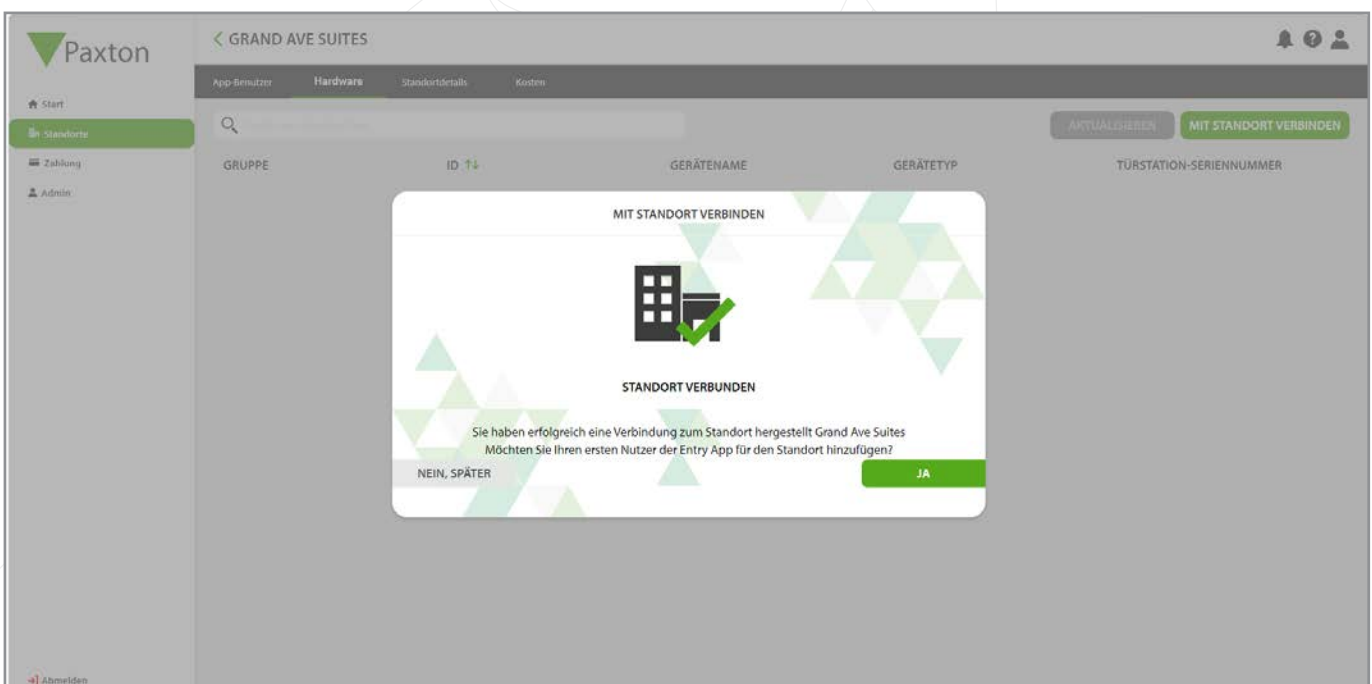 Paxton
GRAND AVE SUITES
App-Benutzer Hardware Standortdetails Kosten
Start
Standorte
Zahlung
Admin
AKTUALISIEREN MIT STANDORT VERBINDEN
GRUPPE ID GERÄTENAME GERÄTETYP TÜRSTATION-SERIENNUMMER
MIT STANDORT VERBINDEN
STANDORT VERBUNDEN
Sie haben erfolgreich eine Verbindung zum Standort hergestellt Grand Ave Suites
Möchten Sie Ihren ersten Nutzer der Entry App für den Standort hinzufügen?
NEIN, SPÄTER JA
Abmelden